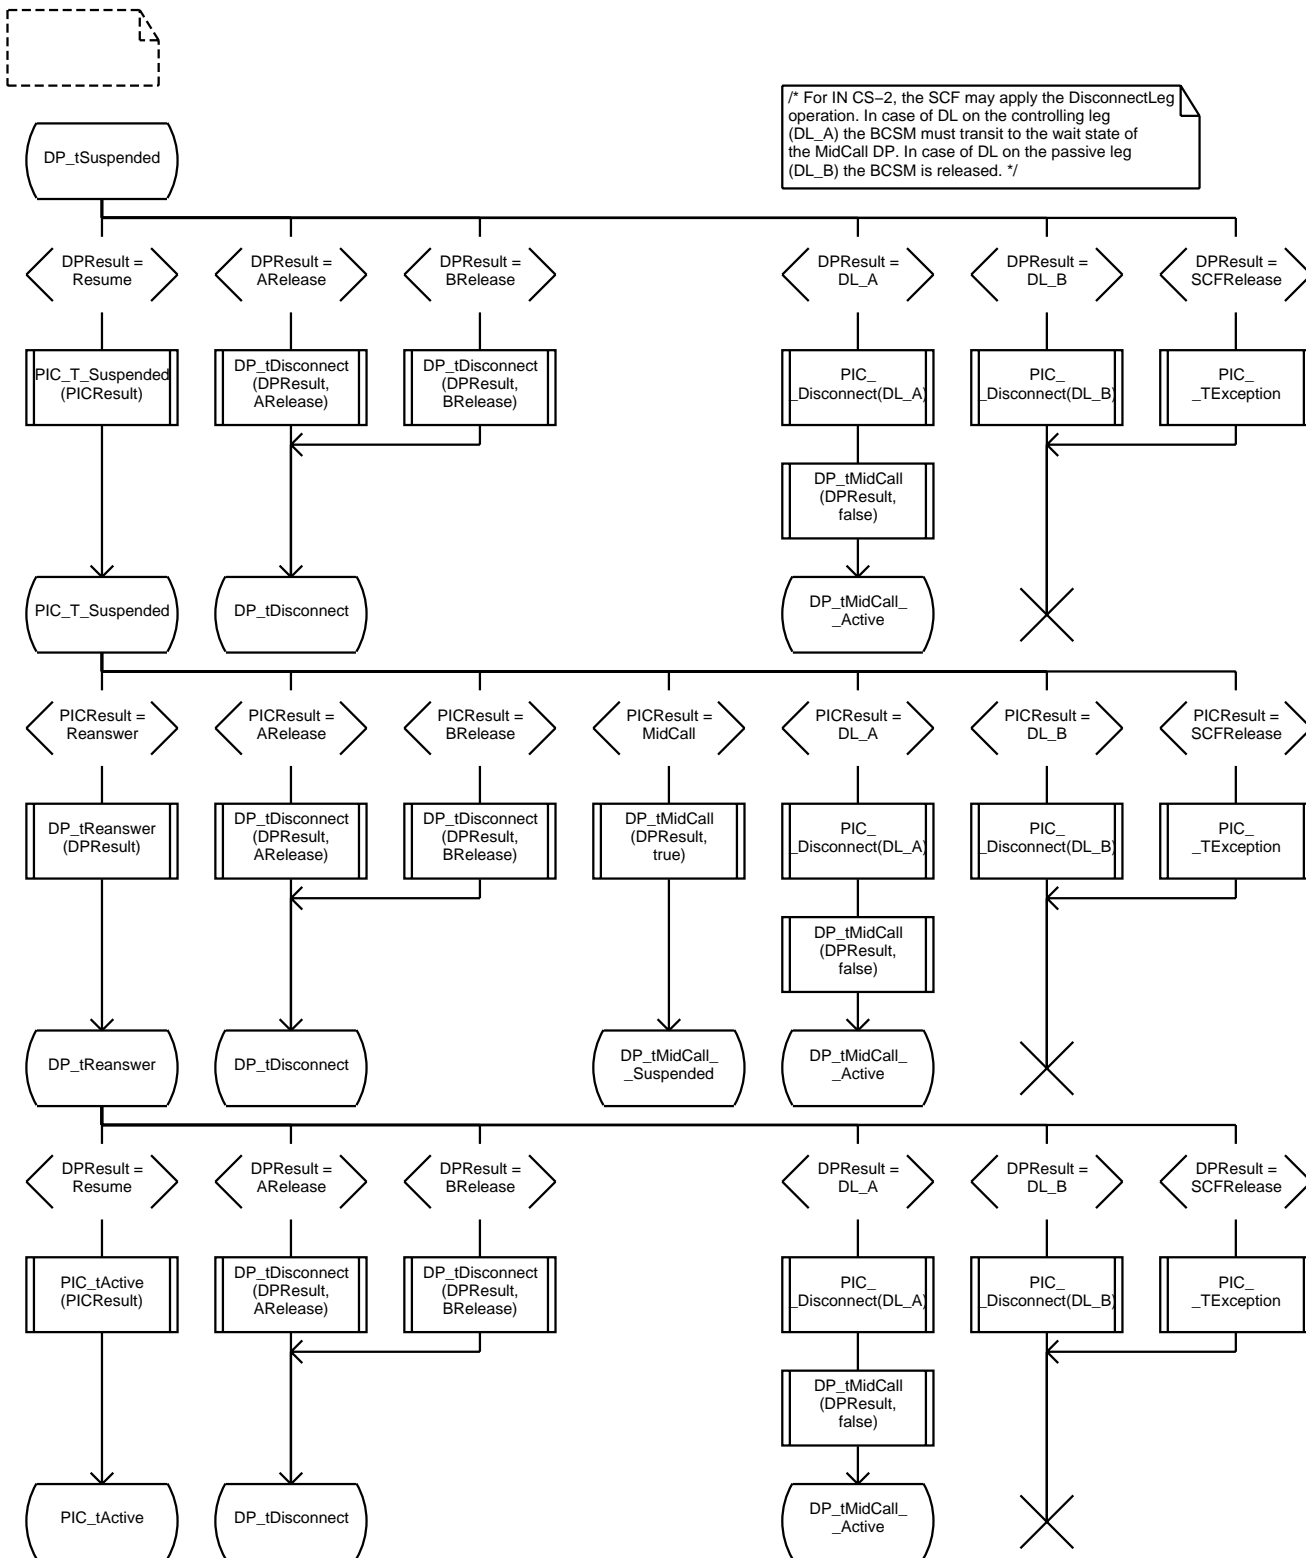 /* For IN CS−2, the SCF may apply the DisconnectLeg
operation. In case of DL on the controlling leg
(DL_A) the BCSM must transit to the wait state of
the MidCall DP. In case of DL on the passive leg
(DL_B) the BCSM is released. */
DP_tSuspended
DPResult =
Resume
DPResult =
ARelease
DPResult =
BRelease
DPResult =
DL_A
DPResult =
DL_B
DPResult =
SCFRelease
PIC_T_Suspended
(PICResult)
DP_tDisconnect
(DPResult,
ARelease)
DP_tDisconnect
(DPResult,
BRelease)
PIC_
_Disconnect(DL_A)
PIC_
_Disconnect(DL_B)
PIC_
_TException
DP_tMidCall
(DPResult,
false)
PIC_T_Suspended
DP_tDisconnect
DP_tMidCall_
_Active
PICResult =
Reanswer
PICResult =
ARelease
PICResult =
BRelease
PICResult =
MidCall
PICResult =
DL_A
PICResult =
DL_B
PICResult =
SCFRelease
DP_tReanswer
(DPResult)
DP_tDisconnect
(DPResult,
ARelease)
DP_tDisconnect
(DPResult,
BRelease)
DP_tMidCall
(DPResult,
true)
PIC_
_Disconnect(DL_A)
PIC_
_Disconnect(DL_B)
PIC_
_TException
DP_tMidCall
(DPResult,
false)
DP_tReanswer
DP_tDisconnect
DP_tMidCall_
_Suspended
DP_tMidCall_
_Active
DPResult =
Resume
DPResult =
ARelease
DPResult =
BRelease
DPResult =
DL_A
DPResult =
DL_B
DPResult =
SCFRelease
PIC_tActive
(PICResult)
DP_tDisconnect
(DPResult,
ARelease)
DP_tDisconnect
(DPResult,
BRelease)
PIC_
_Disconnect(DL_A)
PIC_
_Disconnect(DL_B)
PIC_
_TException
DP_tMidCall
(DPResult,
false)
PIC_tActive
DP_tDisconnect
DP_tMidCall_
_Active